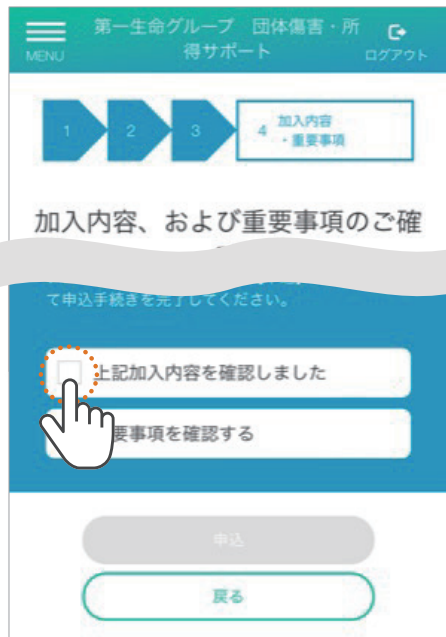 第一生命グループ 団体傷害・所
得サポート
MENU
ログアウト
1
2
3
4 加入内容
・重要事項
加入内容、および重要事項のご確
て申込手続きを完了してください。
上記加入内容を確認しました
要事項を確認する
申込
戻る